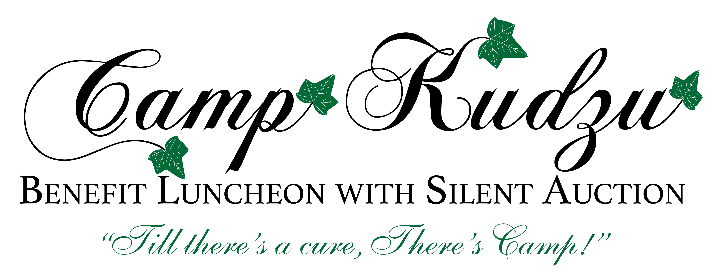 Camp Kudzu
BENEFIT LUNCHEON WITH SILENT AUCTION
“Till there’s a cure, There’s Camp!”